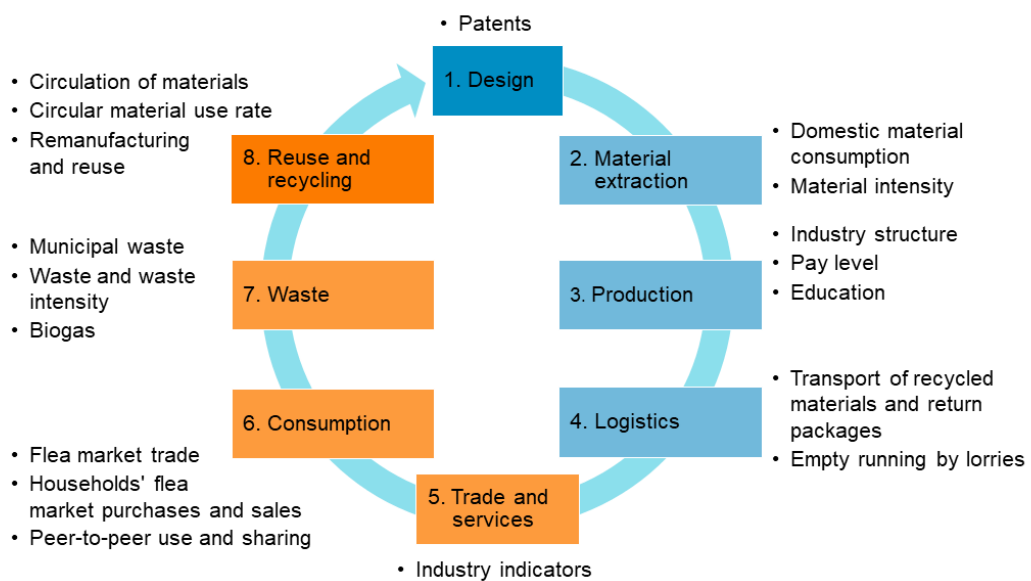 • Patents
1. Design
2. Material
extraction
• Domestic material
consumption
• Material intensity
3. Production
• Industry structure
• Pay level
• Education
4. Logistics
• Transport of recycled
materials and return
packages
• Empty running by lorries
5. Trade and
services
• Industry indicators
6. Consumption
• Flea market trade
• Households' flea
market purchases and sales
• Peer-to-peer use and sharing
7. Waste
• Municipal waste
• Waste and waste
intensity
• Biogas
8. Reuse and
recycling
• Circulation of materials
• Circular material use rate
• Remanufacturing
and reuse